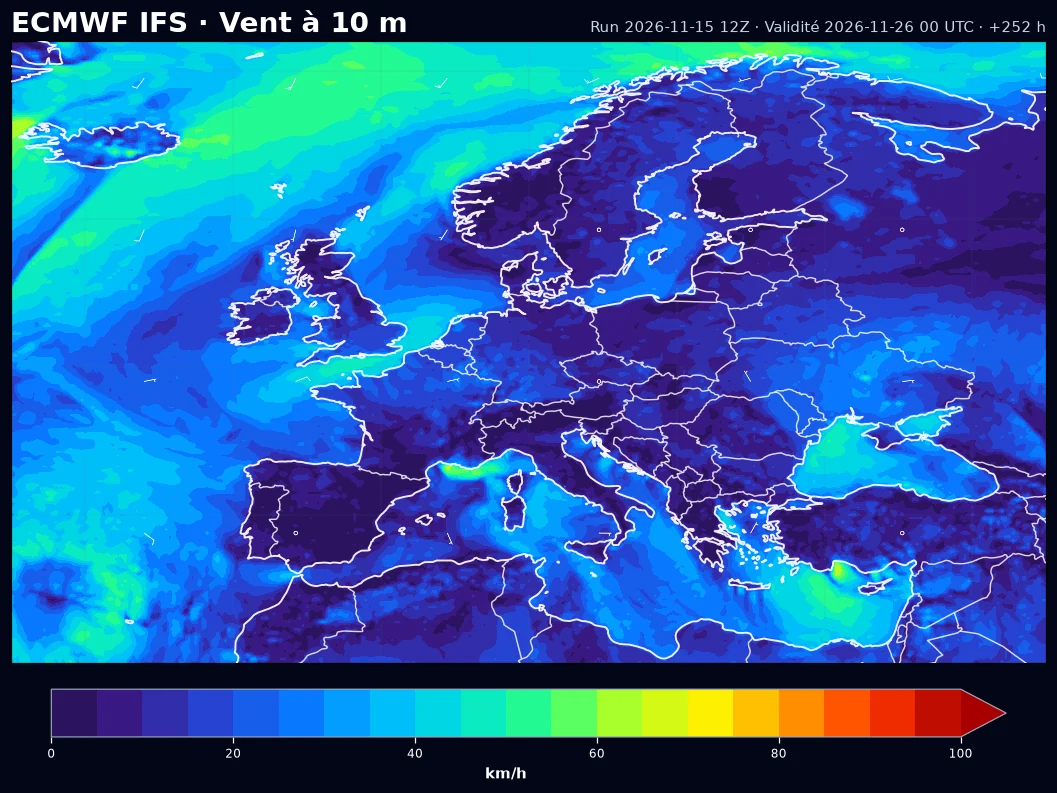 ECMWF IFS · Vent à 10 m
Run 2026-11-15 12Z · Validité 2026-11-26 00 UTC · +252 h
0 20 40 60 80 100
km/h